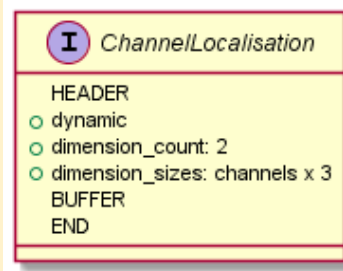 I ChannelLocalisation
HEADER
dynamic
dimension_count: 2
dimension_sizes: channels x 3
BUFFER
END